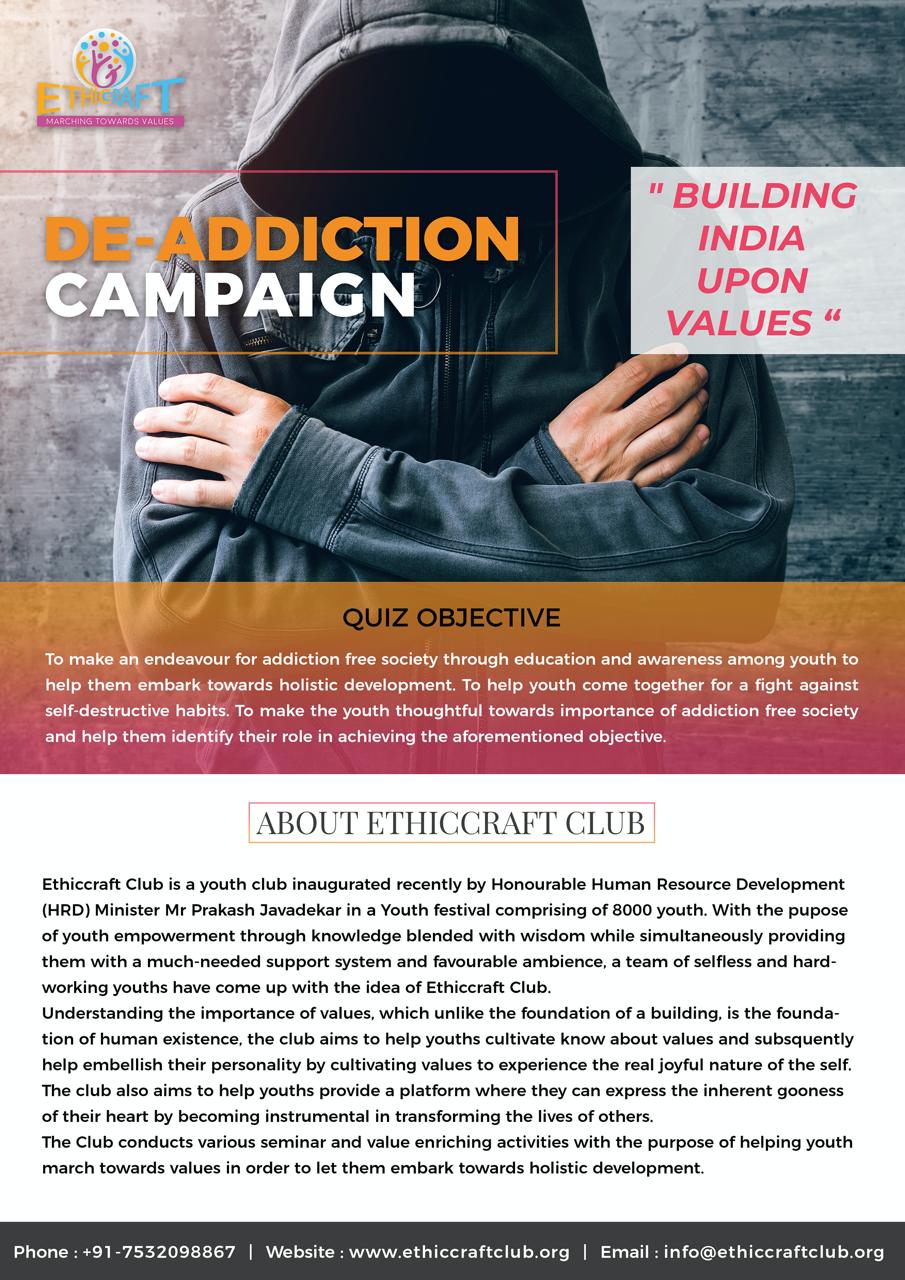 ETHICCRAFT
MARCHING TOWARDS VALUES
DE-ADDICTION
CAMPAIGN
" BUILDING
INDIA
UPON
VALUES “
QUIZ OBJECTIVE
To make an endeavour for addiction free society through education and awareness among youth to
help them embark towards holistic development. To help youth come together for a fight against
self-destructive habits. To make the youth thoughtful towards importance of addiction free society
and help them identify their role in achieving the aforementioned objective.
ABOUT ETHICCRAFT CLUB
Ethiccraft Club is a youth club inaugurated recently by Honourable Human Resource Development
(HRD) Minister Mr Prakash Javadekar in a Youth festival comprising of 8000 youth. With the pupose
of youth empowerment through knowledge blended with wisdom while simultaneously providing
them with a much-needed support system and favourable ambience, a team of selfless and hard-
working youths have come up with the idea of Ethiccraft Club.
Understanding the importance of values, which unlike the foundation of a building, is the founda-
tion of human existence, the club aims to help youths cultivate know about values and subsquently
help embellish their personality by cultivating values to experience the real joyful nature of the self.
The club also aims to help youths provide a platform where they can express the inherent gooness
of their heart by becoming instrumental in transforming the lives of others.
The Club conducts various seminar and value enriching activities with the purpose of helping youth
march towards values in order to let them embark towards holistic development.
Phone : +91-7532098867 | Website : www.ethiccraftclub.org | Email : info@ethiccraftclub.org